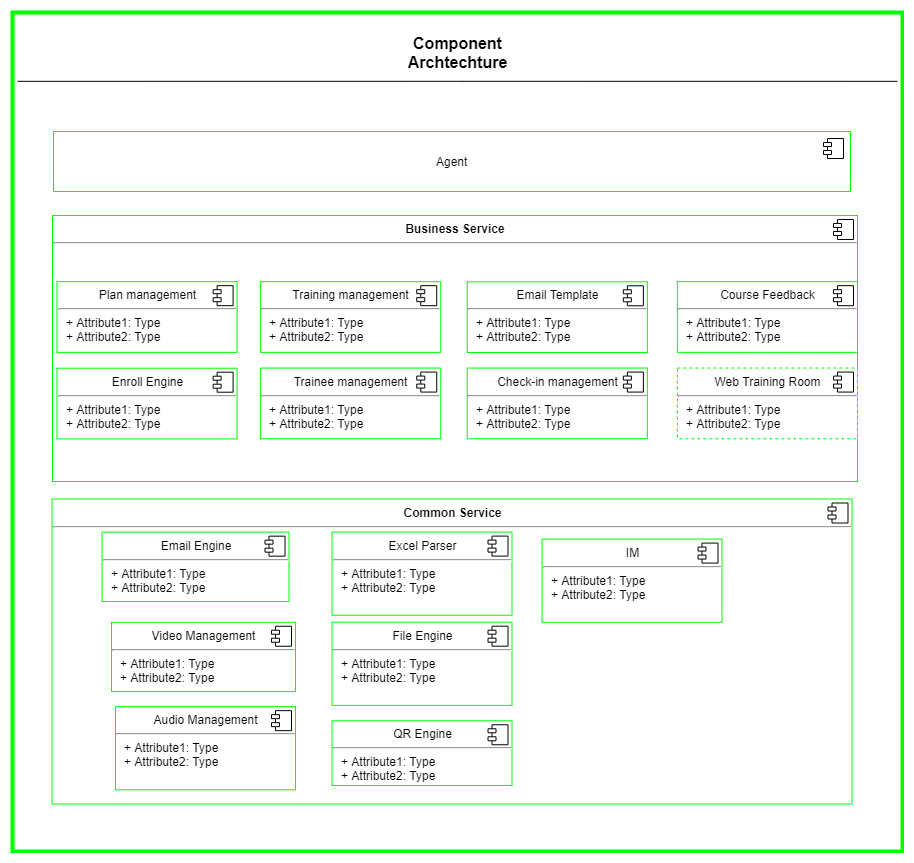 Component
Archtechture
Agent
Business Service
Plan management
+ Attribute1: Type
+ Attribute2: Type
Training management
+ Attribute1: Type
+ Attribute2: Type
Email Template
+ Attribute1: Type
+ Attribute2: Type
Course Feedback
+ Attribute1: Type
+ Attribute2: Type
Enroll Engine
+ Attribute1: Type
+ Attribute2: Type
Trainee management
+ Attribute1: Type
+ Attribute2: Type
Check-in management
+ Attribute1: Type
+ Attribute2: Type
Web Training Room
+ Attribute1: Type
+ Attribute2: Type
Common Service
Email Engine
+ Attribute1: Type
+ Attribute2: Type
Excel Parser
+ Attribute1: Type
+ Attribute2: Type
IM
+ Attribute1: Type
+ Attribute2: Type
Video Management
+ Attribute1: Type
+ Attribute2: Type
File Engine
+ Attribute1: Type
+ Attribute2: Type
Audio Management
+ Attribute1: Type
+ Attribute2: Type
QR Engine
+ Attribute1: Type
+ Attribute2: Type